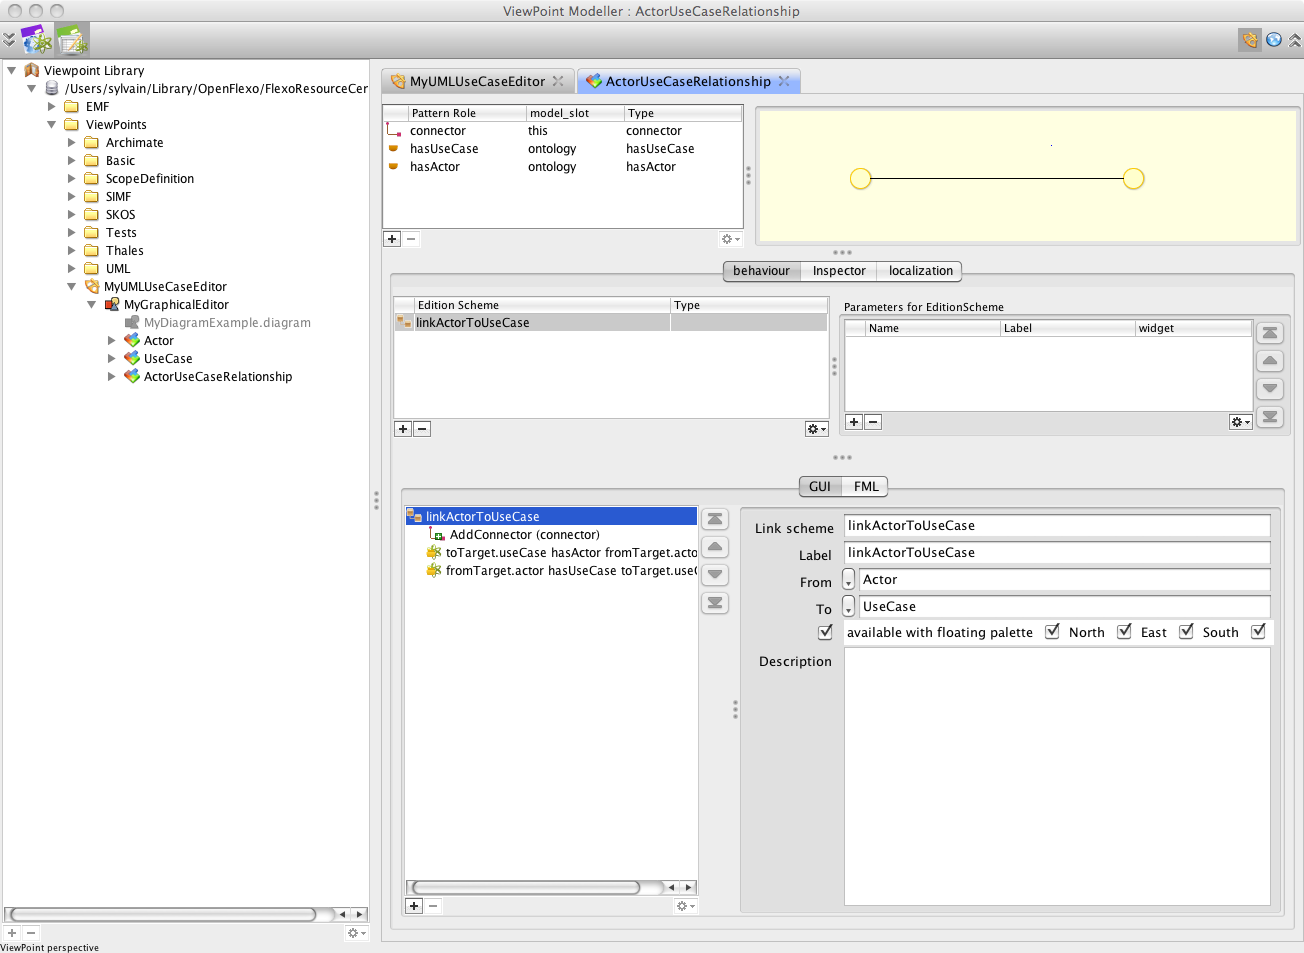 ViewPoint Modeller : ActorUseCaseRelationship
Viewpoint Library
/Users/sylvain/Library/OpenFlexo/FlexoResourceCer
EMF
ViewPoints
Archimate
Basic
ScopeDefinition
SIMF
SKOS
Tests
Thales
UML
MyUMLUseCaseEditor
MyGraphicalEditor
MyDiagramExample.diagram
Actor
UseCase
ActorUseCaseRelationship
ViewPoint perspective
MyUMLUseCaseEditor ActorUseCaseRelationship
Pattern Role model_slot Type
connector this connector
hasUseCase ontology hasUseCase
hasActor ontology hasActor
behaviour Inspector localization
Edition Scheme Type
linkActorToUseCase
Parameters for EditionScheme
Name Label widget
GUI FML
linkActorToUseCase
AddConnector (connector)
toTarget.useCase hasActor fromTarget.acto
fromTarget.actor hasUseCase toTarget.use
Link scheme linkActorToUseCase
Label linkActorToUseCase
From Actor
To UseCase
available with floating palette North East South
Description